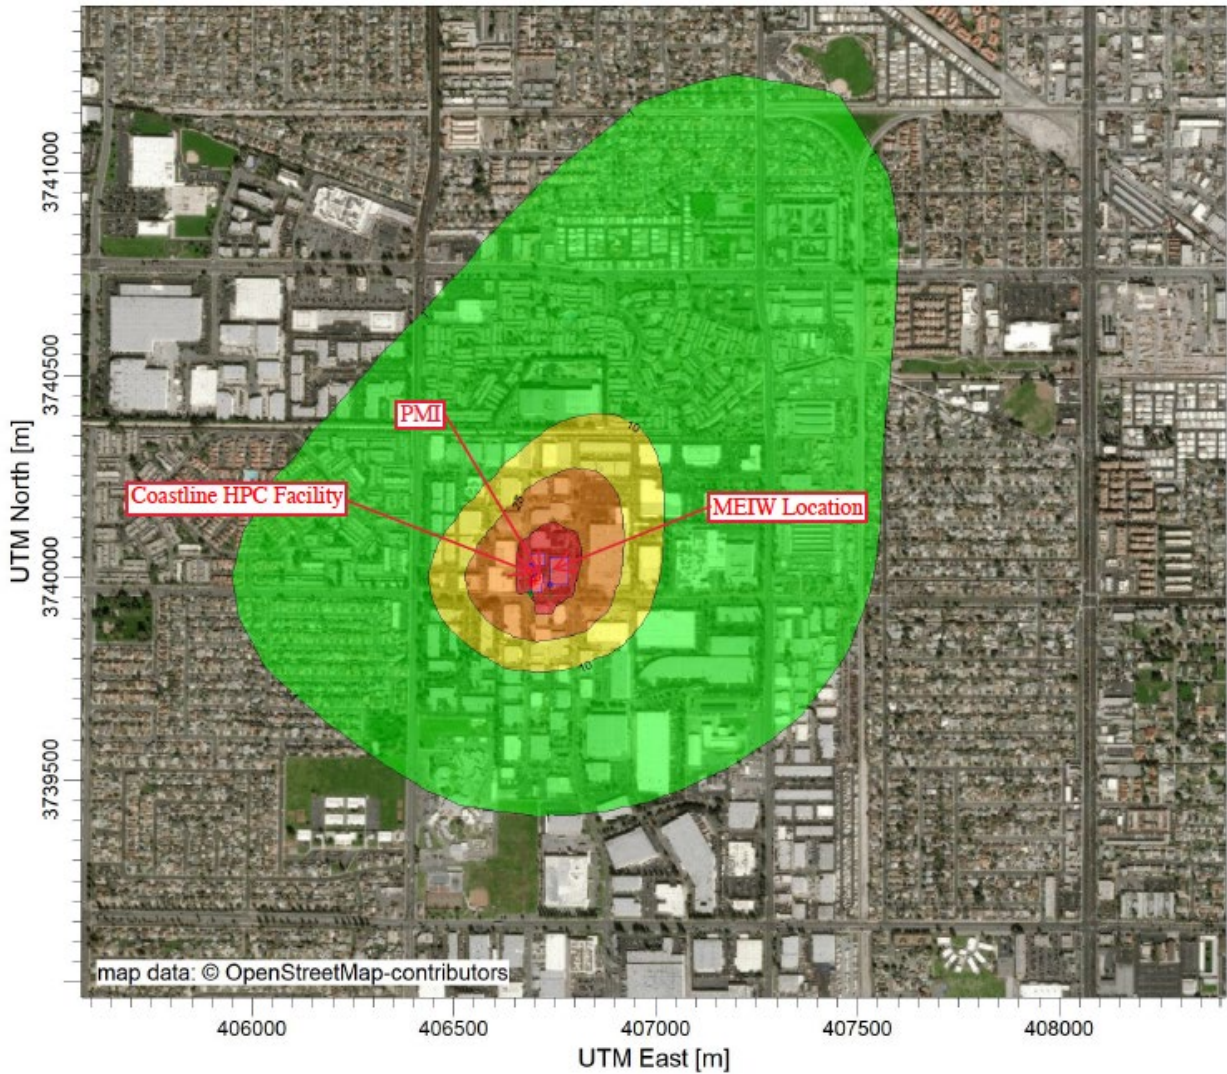 3741000
3740500
3740000
3739500
UTM North [m]
PMI
Coastline HPC Facility
MEIW Location
10
10
map data: © OpenStreetMap-contributors
406000
406500
407000
407500
408000
UTM East [m]